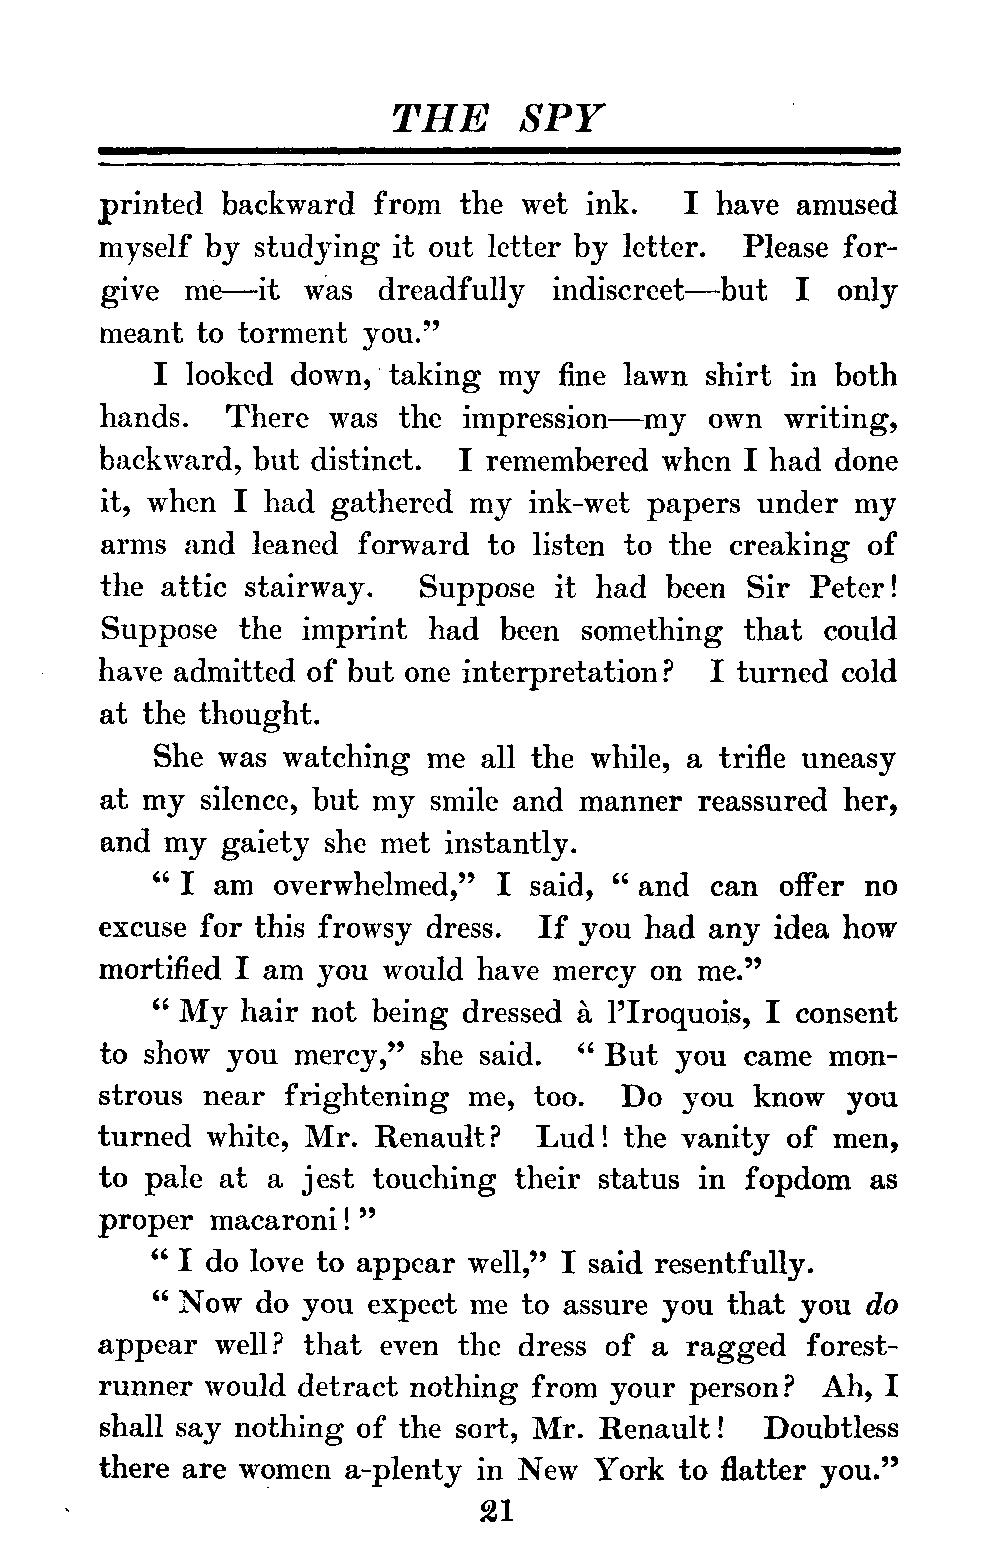 THE SPY
printed backward from the wet ink. I have amused
myself by studying it out letter by letter. Please for-
give me—it was dreadfully indiscreet—but I only
meant to torment you.”
I looked down, taking my fine lawn shirt in both
hands. There was the impression—my own writing,
backward, but distinct. I remembered when I had done
it, when I had gathered my ink-wet papers under my
arms and leaned forward to listen to the creaking of
the attic stairway. Suppose it had been Sir Peter!
Suppose the imprint had been something that could
have admitted of but one interpretation? I turned cold
at the thought.
She was watching me all the while, a trifle uneasy
at my silence, but my smile and manner reassured her,
and my gaiety she met instantly.
“ I am overwhelmed,” I said, “ and can offer no
excuse for this frowsy dress. If you had any idea how
mortified I am you would have mercy on me.”
“ My hair not being dressed à l’Iroquois, I consent
to show you mercy,” she said. “ But you came mon-
strous near frightening me, too. Do you know you
turned white, Mr. Renault? Lud! the vanity of men,
to pale at a jest touching their status in fopdom as
proper macaroni! ”
“ I do love to appear well,” I said resentfully.
“ Now do you expect me to assure you that you do
appear well? that even the dress of a ragged forest-
runner would detract nothing from your person? Ah, I
shall say nothing of the sort, Mr. Renault! Doubtless
there are women a-plenty in New York to flatter you.”
21